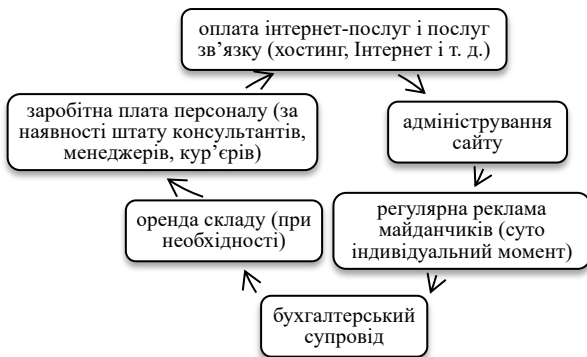 оплата інтернет-послуг і послуг
зв’язку (хостинг, Інтернет і т. д.)
заробітна плата персоналу (за
наявності штату консультантів,
менеджерів, кур’єрів)
адміністрування
сайту
оренда складу (при
необхідності)
регулярна реклама
майданчиків (суто
індивідуальний момент)
бухгалтерський
супровід